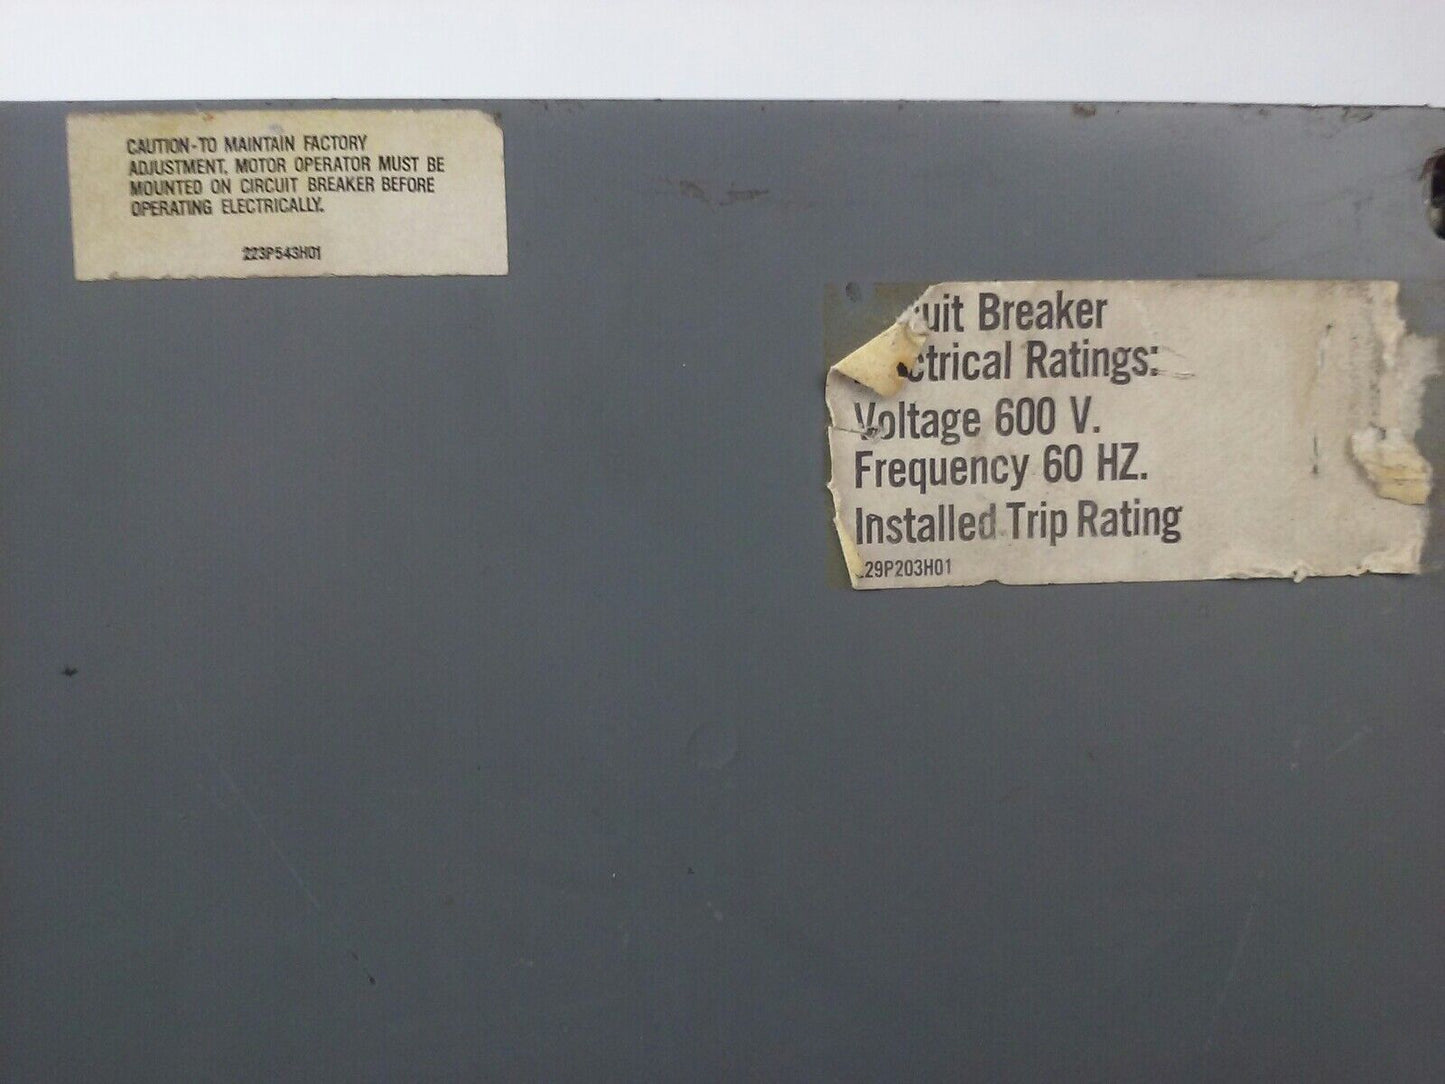 CAUTION-TO MAINTAIN FACTORY
ADJUSTMENT, MOTOR OPERATOR MUST BE
MOUNTED ON CIRCUIT BREAKER BEFORE
OPERATING ELECTRICALLY.
223P543H01
uit Breaker
ctrical Ratings:
Voltage 600 V.
Frequency 60 HZ.
Installed Trip Rating
29P203H01